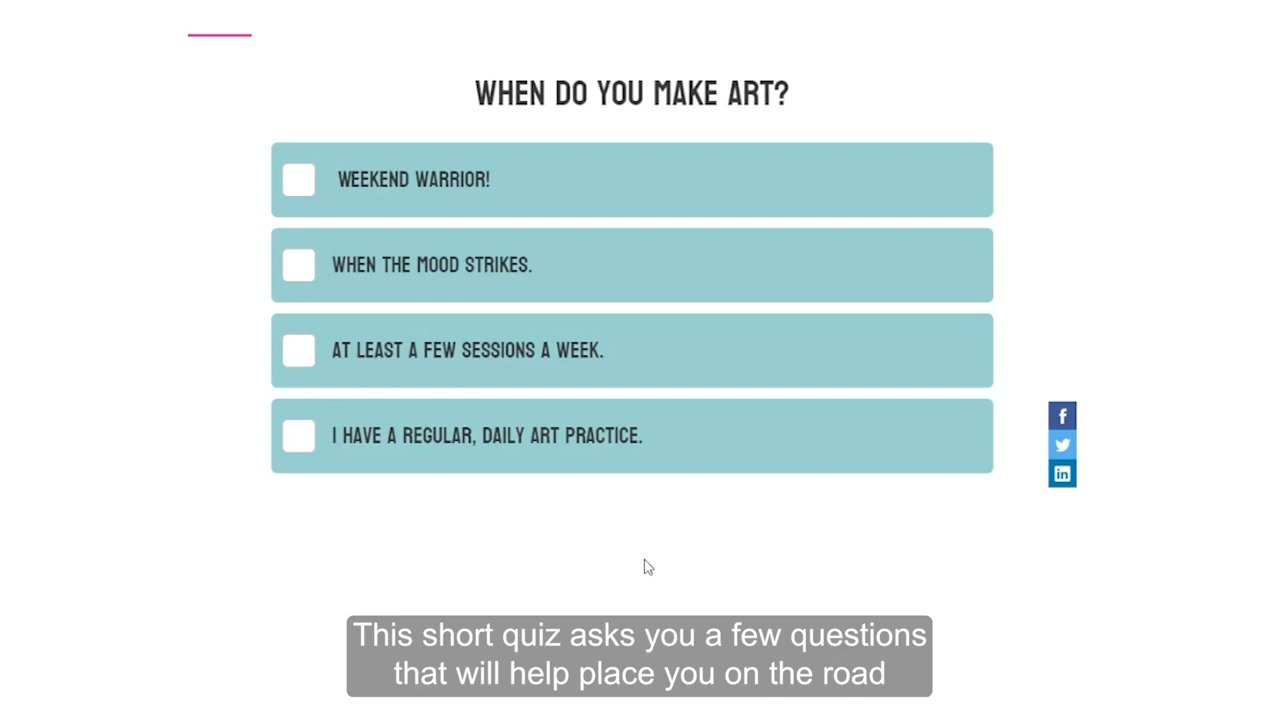 WHEN DO YOU MAKE ART?
WEEKEND WARRIOR!
WHEN THE MOOD STRIKES.
AT LEAST A FEW SESSIONS A WEEK.
I HAVE A REGULAR, DAILY ART PRACTICE.
f
in
This short quiz asks you a few questions
that will help place you on the road